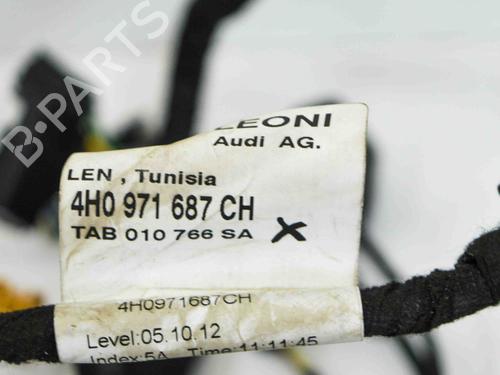 B-PARTS
LEONI
Audi AG.
LEN , Tunisia
4H0 971 687 CH
TAB 010 766 SA X
4H0971687CH
Level:05.10.12
Index:5A Time:11:11:45